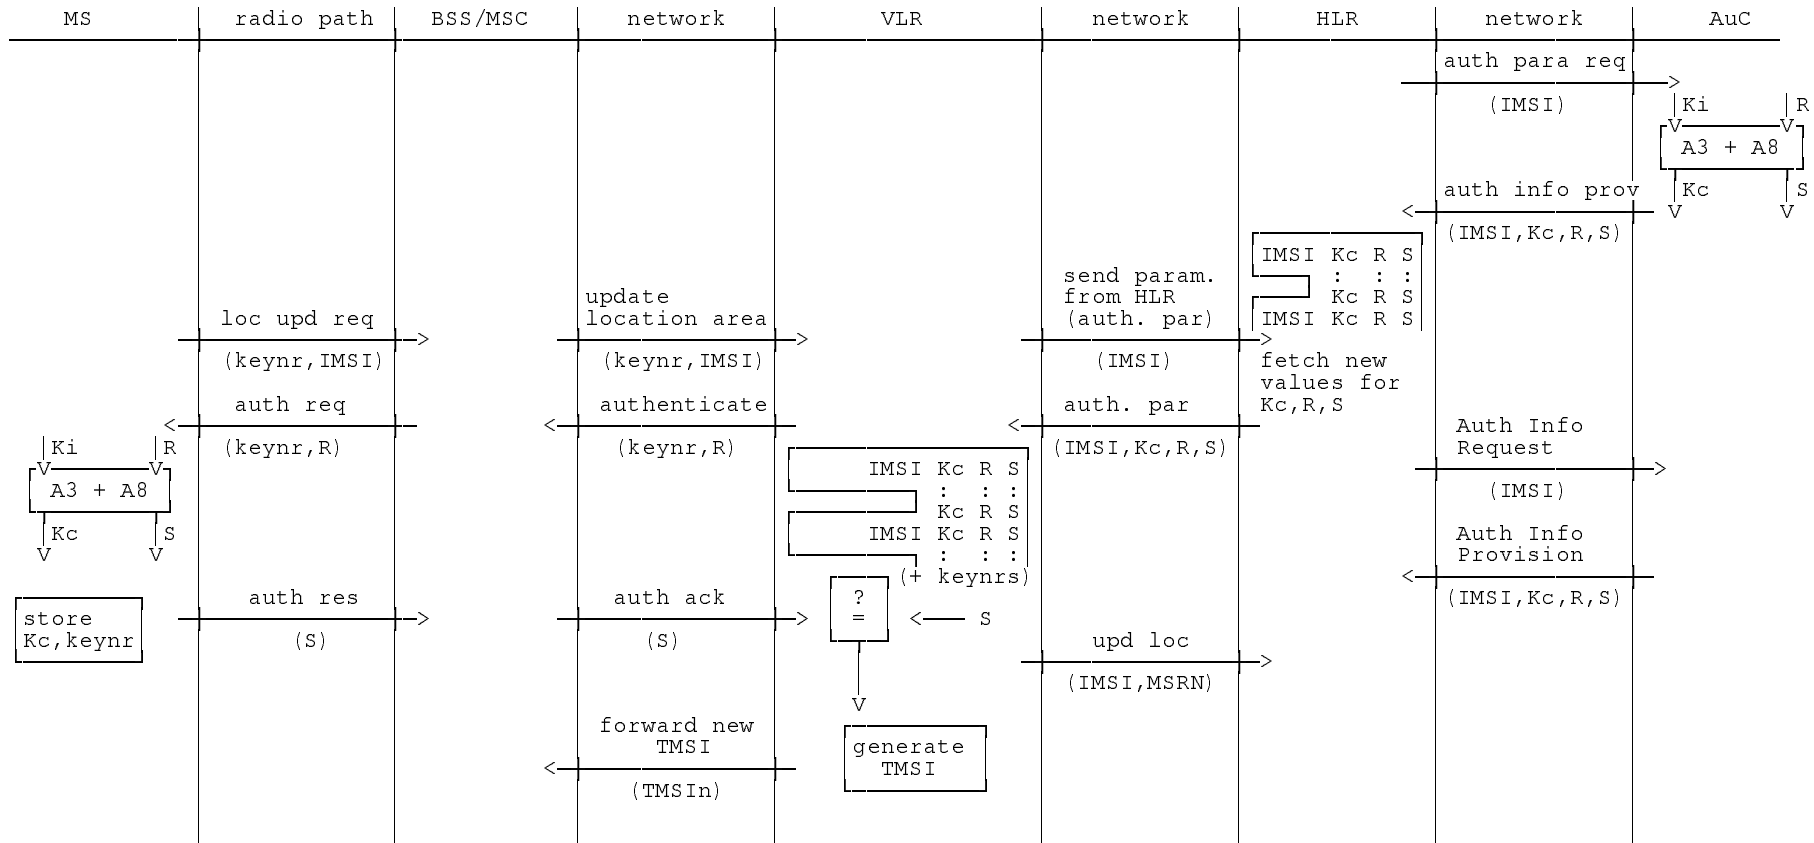 MS radio path BSS/MSC network VLR network HLR network AuC
auth para req
(IMSI)
Ki R
A3 + A8
auth info prov Kc S
(IMSI,Kc,R,S)
IMSI Kc R S
: : :
Kc R S
IMSI Kc R S
send param.
from HLR
(auth. par)
update
location area
loc upd req
(keynr,IMSI) (keynr,IMSI) (IMSI)
fetch new
values for
Kc,R,S
auth req authenticate auth. par
(keynr,R) (keynr,R) (IMSI,Kc,R,S)
Auth Info
Request
(IMSI)
Ki R
A3 + A8
Kc S
IMSI Kc R S
: : :
Kc R S
IMSI Kc R S
: : :
(+ keynrs)
Auth Info
Provision
(IMSI,Kc,R,S)
store
Kc,keynr
auth res auth ack
(S) (S)
?
=
S
upd loc
(IMSI,MSRN)
V
forward new
TMSI
(TMSIn)
generate
TMSI